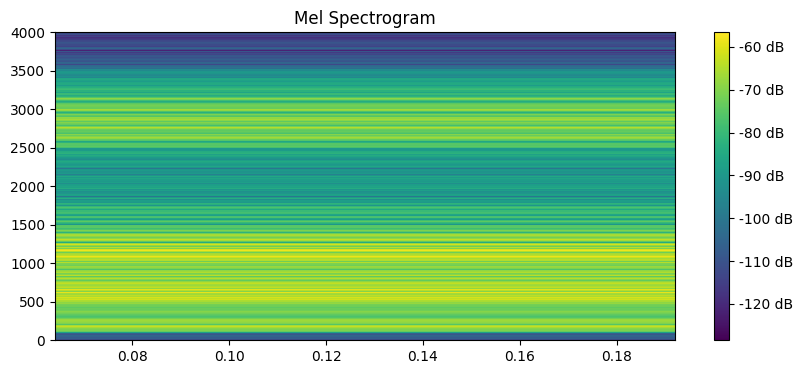 Mel Spectrogram
4000
3500
3000
2500
2000
1500
1000
500
0
0.08 0.10 0.12 0.14 0.16 0.18
-60 dB
-70 dB
-80 dB
-90 dB
-100 dB
-110 dB
-120 dB